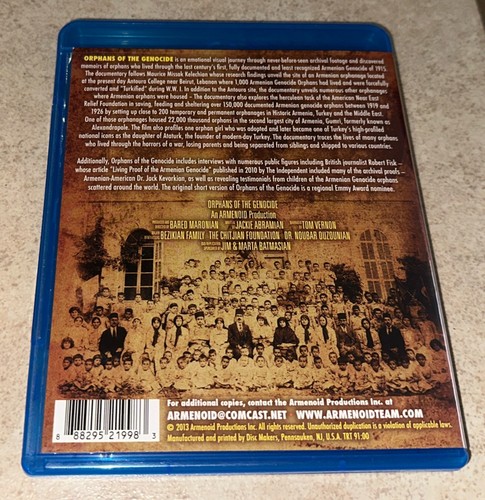 ORPHANS OF THE GENOCIDE is an emotional visual journey through never-before-seen archival footage and discovered
memoirs of orphans who lived through the last century's first, fully documented and least recognized Armenian Genocide of 1915.
The documentary follows Maurice Missak Kelechian whose research findings unveil the site of an Armenian orphanage located
at the present day Antoura College near Beirut, Lebanon where 1,000 Armenian Genocide Orphans had lived and were forcefully
converted and "Turkified" during W.W. I. In addition to the Antoura site, the documentary unveils numerous other orphanages
where Armenian orphans were housed – The documentary also explores the herculean task of the American Near East
Relief Foundation in saving, feeding and sheltering over 150,000 documented Armenian genocide orphans between 1919 and
1926 by setting up close to 200 temporary and permanent orphanages in Historic Armenia, Turkey and the Middle East.
One of those orphanages housed 22,000 thousand orphans in the second largest city of Armenia, Gumri, formerly known as
Alexandrapole. The film also profiles one orphan girl who was adopted and later became one of Turkey's high-profiled
national icons as the daughter of Ataturk, the founder of modern-day Turkey. The documentary traces the lives of many orphans
who lived through the horrors of a war, losing parents and being separated from siblings and shipped to various countries.
Additionally, Orphans of the Genocide includes interviews with numerous public figures including British journalist Robert Fisk –
whose article "Living Proof of the Armenian Genocide" published in 2010 by The Independent included many of the archival proofs –
Armenian-American Dr. Jack Kevorkian, as well as revealing testimonials from children of the Armenian Genocide orphans,
scattered around the world. The original short version of Orphans of the Genocide is a regional Emmy Award nominee.
ORPHANS OF THE GENOCIDE
An ARMENOID Production
BARED MARONIAN JACKIE ABRAMIAN TOM VERNON
BEZIKIAN FAMILY · THE CHITJIAN FOUNDATION · DR. NOUBAR OUZOUNIAN
JIM & MARTA BATMASIAN
For additional copies, contact the Armenoid Productions Inc. at
ARMENOID@COMCAST.NET WWW.ARMENOIDTEAM.COM
© 2013 Armenoid Productions Inc. All rights reserved. Unauthorized duplication is a violation of applicable laws.
Manufactured and printed by Disc Makers, Pennsauken, NJ, U.S.A. TRT 91:00
8 88295 21998 3